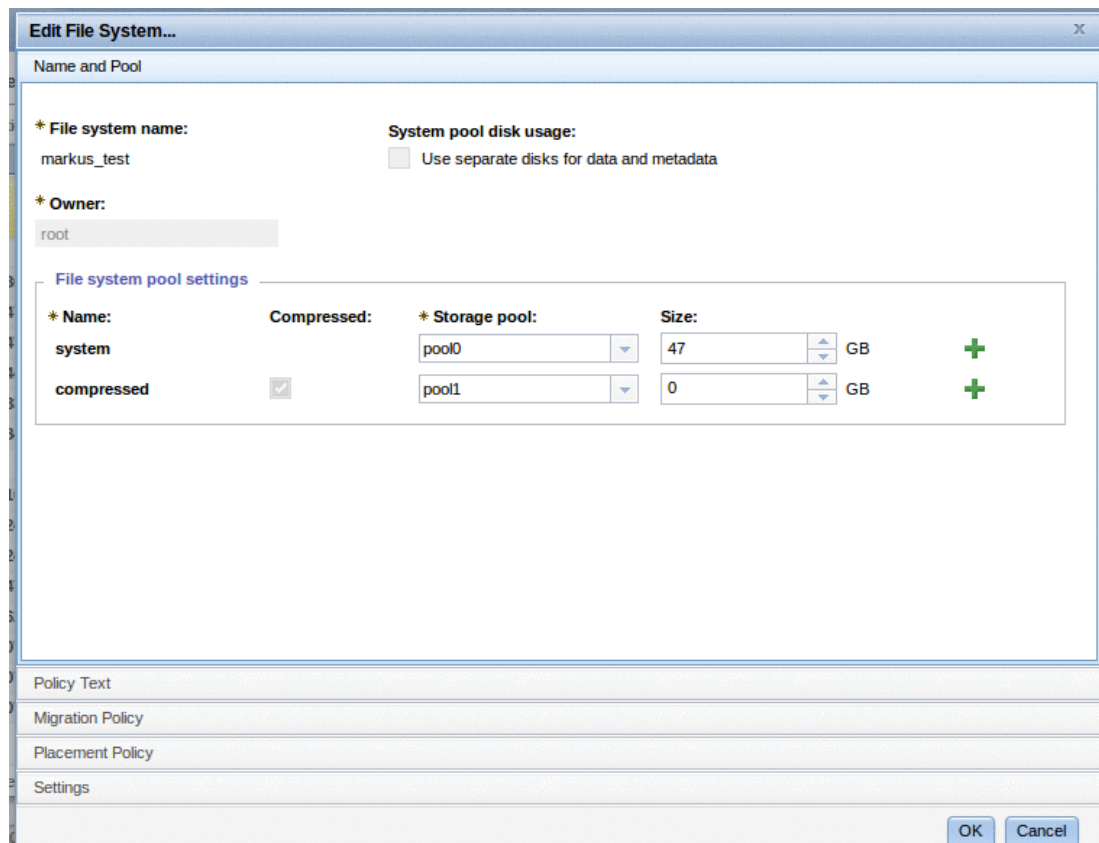 Edit File System... x
Name and Pool
* File system name: System pool disk usage:
markus_test Use separate disks for data and metadata
* Owner:
root
File system pool settings
* Name: Compressed: * Storage pool: Size:
system pool0 47 GB
compressed pool1 0 GB
Policy Text
Migration Policy
Placement Policy
Settings
OK Cancel